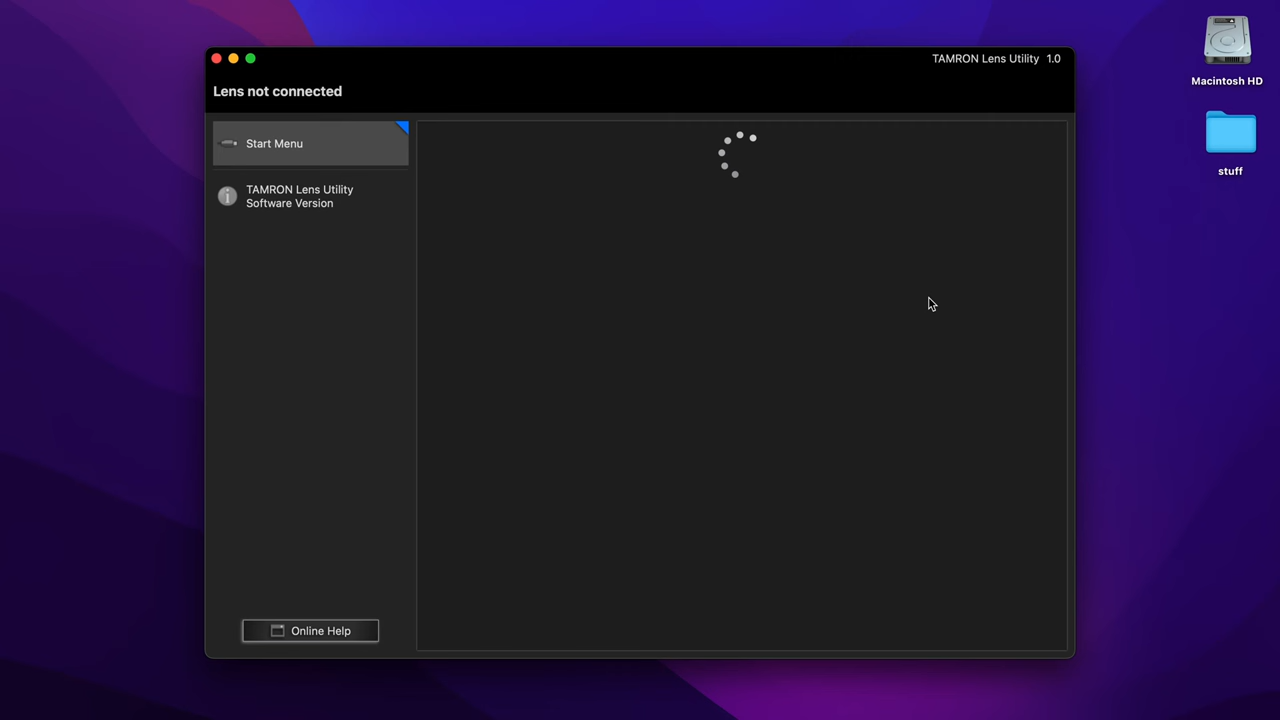 TAMRON Lens Utility 1.0
Lens not connected
Start Menu
TAMRON Lens Utility
Software Version
Online Help
Macintosh HD
stuff